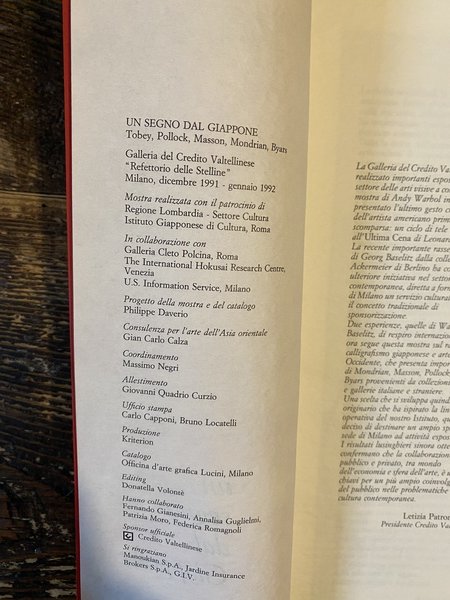 UN SEGNO DAL GIAPPONE
Tobey, Pollock, Masson, Mondrian, Byars
Galleria del Credito Valtellinese
"Refettorio delle Stelline"
Milano, dicembre 1991 - gennaio 1992
Mostra realizzata con il patrocinio di
Regione Lombardia - Settore Cultura
Istituto Giapponese di Cultura, Roma
In collaborazione con
Galleria Cleto Polcina, Roma
The International Hokusai Research Centre,
Venezia
U.S. Information Service, Milano
Progetto della mostra e del catalogo
Philippe Daverio
Consulenza per l'arte dell'Asia orientale
Gian Carlo Calza
Coordinamento
Massimo Negri
Allestimento
Giovanni Quadrio Curzio
Ufficio stampa
Carlo Capponi, Bruno Locatelli
Produzione
Kriterion
Catalogo
Officina d'arte grafica Lucini, Milano
Editing
Donatella Volontè
Hanno collaborato
Fernando Gianesini, Annalisa Guglielmi,
Patrizia Moro, Federica Romagnoli
Sponsor ufficiale
Credito Valtellinese
Si ringraziano
Manoukian S.p.A., Jardine Insurance
Brokers S.p.A., G.I.V.
La Galleria del Credito Val
realizzato importanti espos
settore delle arti visive a co
mostra di Andy Warhol in
presentato l'ultimo gesto c
dell'artista americano prim
scomparsa: un ciclo di tele
all'Ultima Cena di Leonar
La recente importante rasse
di Georg Baselitz dalla coll
Ackermeier di Berlino ha co
ulteriore iniziativa nel settor
contemporanea, diretta a forn
di Milano un servizio cultura
il concetto tradizionale di
sponsorizzazione.
Due esperienze, quelle di Wa
Baselitz, di respiro internazio
ora segue questa mostra sul r
calligrafismo giapponese e arte
Occidente, che presenta impor
di Mondrian, Masson, Pollock
Byars provenienti da collezioni
e gallerie italiane e straniere.
Una scelta che si sviluppa quind
originario che ha ispirato la lin
operativa del nostro Istituto, qu
deciso di destinare un ampio sp
sede di Milano ad attività esposi
I risultati lusinghieri sinora otte
confermano che la collaborazione
pubblico e privato, tra mondo
dell'economia e sfera dell'arte, è
chiavi per un più ampio coinvolg
del pubblico nelle problematiche
cultura contemporanea.
Letizia Patro
Presidente Credito Va